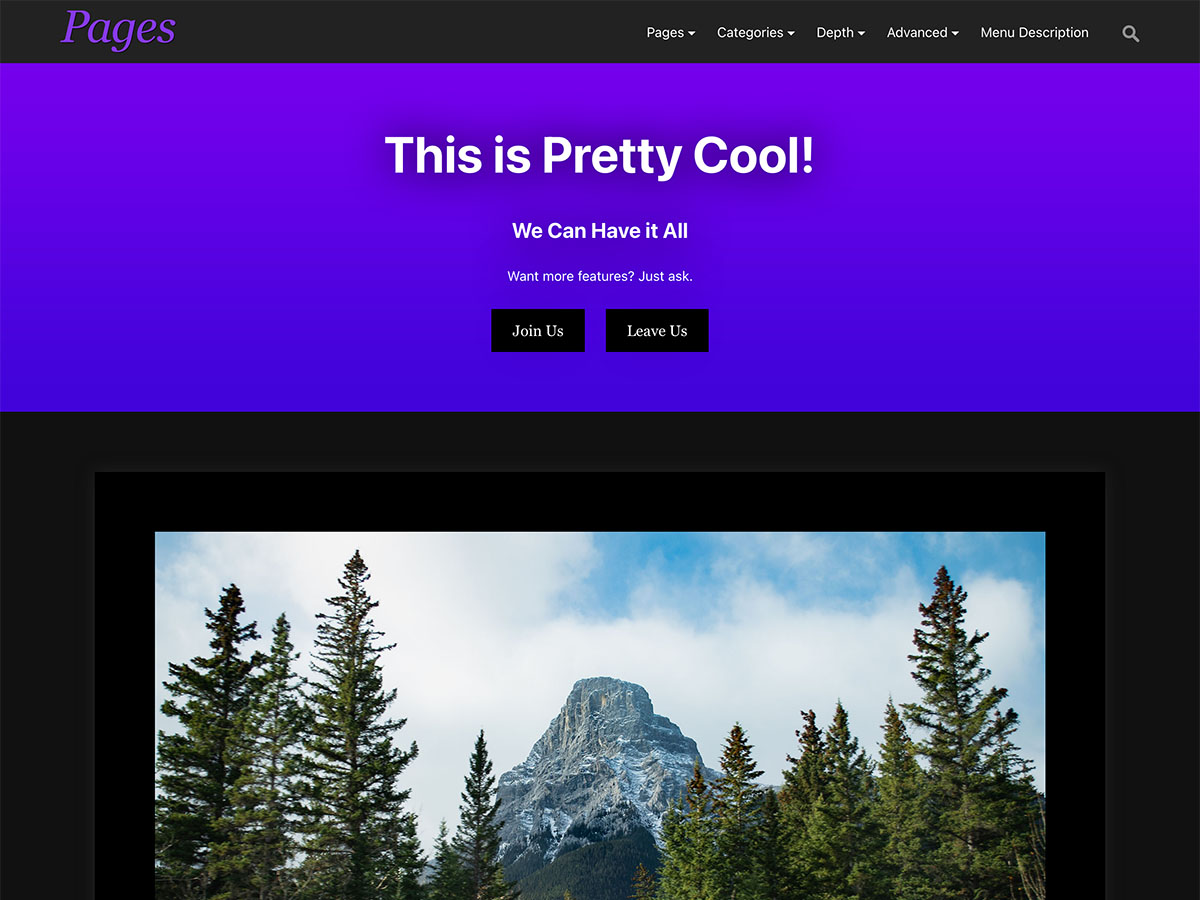 Pages
Pages Categories Depth Advanced Menu Description
This is Pretty Cool!
We Can Have it All
Want more features? Just ask.
Join Us Leave Us